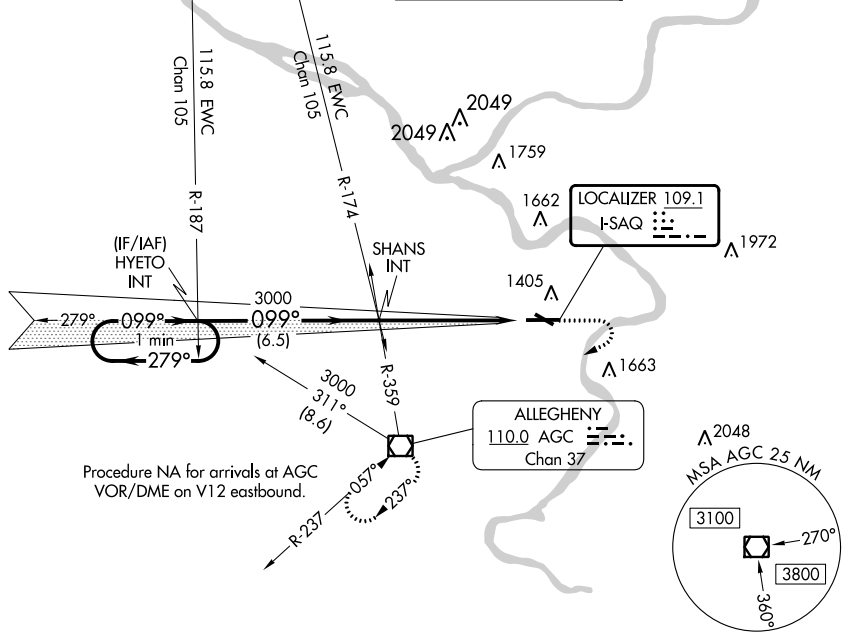 115.8 EWC
Chan 105
R-187
115.8 EWC
Chan 105
R-174
2049
2049
1759
1662
LOCALIZER 109.1
I-SAQ
1972
(IF/IAF)
HYETO
INT
SHANS
INT
1405
3000
279°
099°
099°
1 min
(6.5)
279°
3000
311°
(8.6)
R-359
1663
ALLEGHENY
110.0 AGC
Chan 37
2048
Procedure NA for arrivals at AGC
VOR/DME on V12 eastbound.
057°
237°
R-237
MSA AGC 25 NM
3100
270°
3800
360°